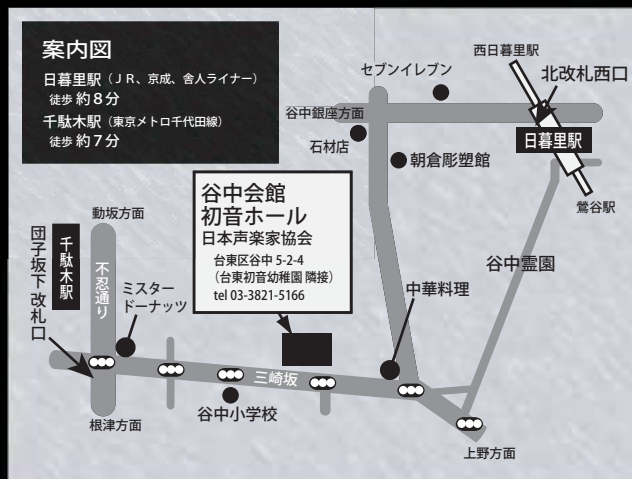 案内図
日暮里駅（ＪＲ、京成、舎人ライナー）
徒歩 約８分
千駄木駅（東京メトロ千代田線）
徒歩 約７分
西日暮里駅
セブンイレブン
北改札西口
谷中銀座方面
石材店
日暮里駅
朝倉彫塑館
鶯谷駅
谷中会館
初音ホール
日本声楽家協会
台東区谷中 5-2-4
（台東初音幼稚園 隣接）
tel 03-3821-5166
谷中霊園
動坂方面
千駄木駅
団子坂下 改札口
不忍通り
ミスター
ドーナッツ
中華料理
三崎坂
谷中小学校
根津方面
上野方面